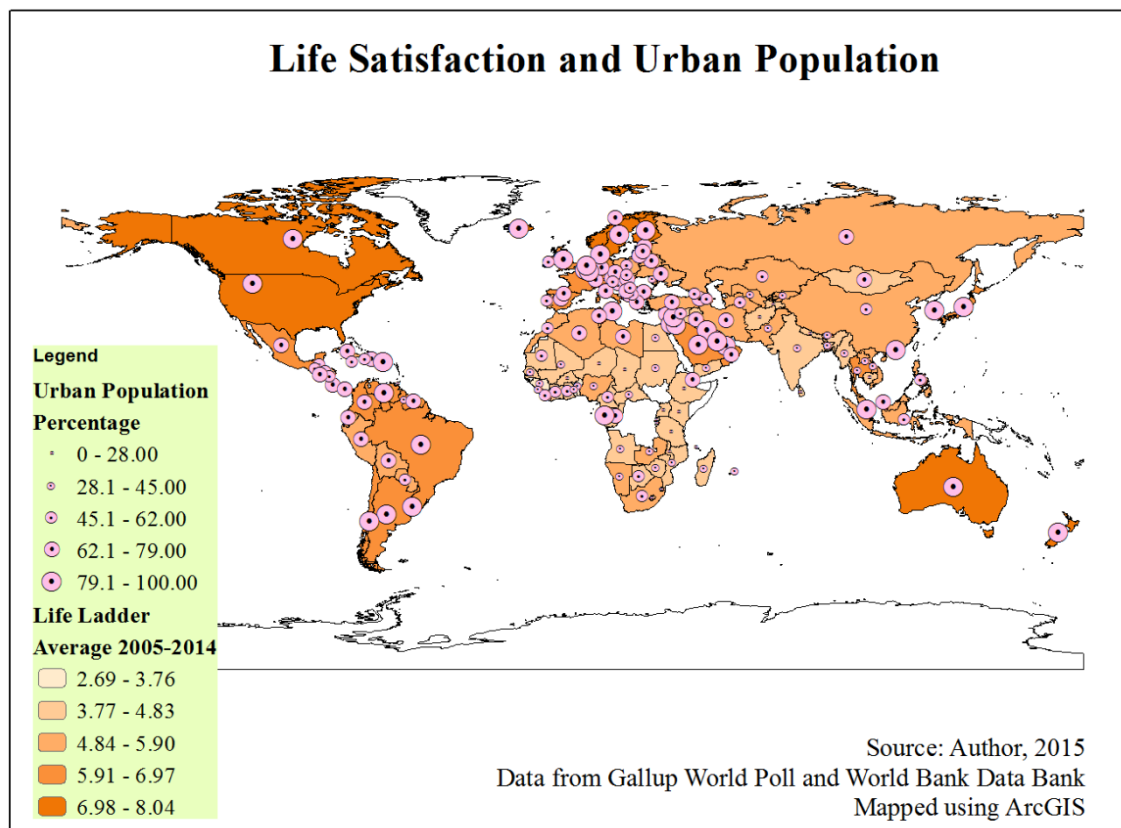 Life Satisfaction and Urban Population
Legend
Urban Population
Percentage
0 - 28.00
28.1 - 45.00
45.1 - 62.00
62.1 - 79.00
79.1 - 100.00
Life Ladder
Average 2005-2014
2.69 - 3.76
3.77 - 4.83
4.84 - 5.90
5.91 - 6.97
6.98 - 8.04
Source: Author, 2015
Data from Gallup World Poll and World Bank Data Bank
Mapped using ArcGIS